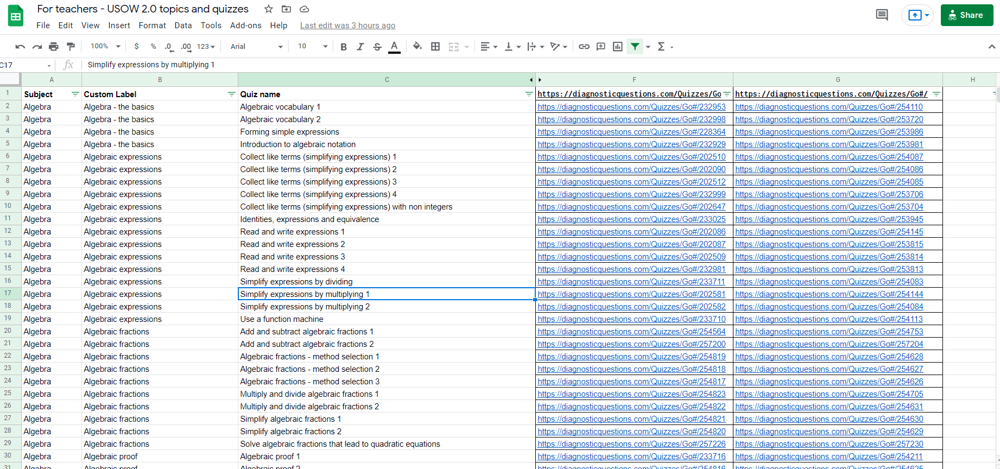 For teachers - USOW 2.0 topics and quizzes
File Edit View Insert Format Data Tools Add-ons Help Last edit was 3 hours ago
Share
100% $ % .0 .00 123 Arial 10 B I S A Σ
C17 fx Simplify expressions by multiplying 1
A B C F G H
1 Subject Custom Label Quiz name https://diagnosticquestions.com/Quizzes/Go https://diagnosticquestions.com/Quizzes/Go#/
2 Algebra Algebra - the basics Algebraic vocabulary 1 https://diagnosticquestions.com/Quizzes/Go#/232953 https://diagnosticquestions.com/Quizzes/Go#/254110
3 Algebra Algebra - the basics Algebraic vocabulary 2 https://diagnosticquestions.com/Quizzes/Go#/232998 https://diagnosticquestions.com/Quizzes/Go#/253720
4 Algebra Algebra - the basics Forming simple expressions https://diagnosticquestions.com/Quizzes/Go#/228364 https://diagnosticquestions.com/Quizzes/Go#/253986
5 Algebra Algebra - the basics Introduction to algebraic notation https://diagnosticquestions.com/Quizzes/Go#/232929 https://diagnosticquestions.com/Quizzes/Go#/253981
6 Algebra Algebraic expressions Collect like terms (simplifying expressions) 1 https://diagnosticquestions.com/Quizzes/Go#/202510 https://diagnosticquestions.com/Quizzes/Go#/254087
7 Algebra Algebraic expressions Collect like terms (simplifying expressions) 2 https://diagnosticquestions.com/Quizzes/Go#/202090 https://diagnosticquestions.com/Quizzes/Go#/254086
8 Algebra Algebraic expressions Collect like terms (simplifying expressions) 3 https://diagnosticquestions.com/Quizzes/Go#/202512 https://diagnosticquestions.com/Quizzes/Go#/254085
9 Algebra Algebraic expressions Collect like terms (simplifying expressions) 4 https://diagnosticquestions.com/Quizzes/Go#/232999 https://diagnosticquestions.com/Quizzes/Go#/253706
10 Algebra Algebraic expressions Collect like terms (simplifying expressions) with non integers https://diagnosticquestions.com/Quizzes/Go#/202647 https://diagnosticquestions.com/Quizzes/Go#/253704
11 Algebra Algebraic expressions Identities, expressions and equivalence https://diagnosticquestions.com/Quizzes/Go#/233025 https://diagnosticquestions.com/Quizzes/Go#/253945
12 Algebra Algebraic expressions Read and write expressions 1 https://diagnosticquestions.com/Quizzes/Go#/202086 https://diagnosticquestions.com/Quizzes/Go#/254145
13 Algebra Algebraic expressions Read and write expressions 2 https://diagnosticquestions.com/Quizzes/Go#/202087 https://diagnosticquestions.com/Quizzes/Go#/253815
14 Algebra Algebraic expressions Read and write expressions 3 https://diagnosticquestions.com/Quizzes/Go#/202509 https://diagnosticquestions.com/Quizzes/Go#/253814
15 Algebra Algebraic expressions Read and write expressions 4 https://diagnosticquestions.com/Quizzes/Go#/232981 https://diagnosticquestions.com/Quizzes/Go#/253813
16 Algebra Algebraic expressions Simplify expressions by dividing https://diagnosticquestions.com/Quizzes/Go#/233711 https://diagnosticquestions.com/Quizzes/Go#/254083
17 Algebra Algebraic expressions Simplify expressions by multiplying 1 https://diagnosticquestions.com/Quizzes/Go#/202581 https://diagnosticquestions.com/Quizzes/Go#/254144
18 Algebra Algebraic expressions Simplify expressions by multiplying 2 https://diagnosticquestions.com/Quizzes/Go#/202582 https://diagnosticquestions.com/Quizzes/Go#/254084
19 Algebra Algebraic expressions Use a function machine https://diagnosticquestions.com/Quizzes/Go#/233710 https://diagnosticquestions.com/Quizzes/Go#/254113
20 Algebra Algebraic fractions Add and subtract algebraic fractions 1 https://diagnosticquestions.com/Quizzes/Go#/254564 https://diagnosticquestions.com/Quizzes/Go#/254753
21 Algebra Algebraic fractions Add and subtract algebraic fractions 2 https://diagnosticquestions.com/Quizzes/Go#/257200 https://diagnosticquestions.com/Quizzes/Go#/257204
22 Algebra Algebraic fractions Algebraic fractions - method selection 1 https://diagnosticquestions.com/Quizzes/Go#/254819 https://diagnosticquestions.com/Quizzes/Go#/254628
23 Algebra Algebraic fractions Algebraic fractions - method selection 2 https://diagnosticquestions.com/Quizzes/Go#/254818 https://diagnosticquestions.com/Quizzes/Go#/254627
24 Algebra Algebraic fractions Algebraic fractions - method selection 3 https://diagnosticquestions.com/Quizzes/Go#/254817 https://diagnosticquestions.com/Quizzes/Go#/254626
25 Algebra Algebraic fractions Multiply and divide algebraic fractions 1 https://diagnosticquestions.com/Quizzes/Go#/254823 https://diagnosticquestions.com/Quizzes/Go#/254705
26 Algebra Algebraic fractions Multiply and divide algebraic fractions 2 https://diagnosticquestions.com/Quizzes/Go#/254822 https://diagnosticquestions.com/Quizzes/Go#/254631
27 Algebra Algebraic fractions Simplify algebraic fractions 1 https://diagnosticquestions.com/Quizzes/Go#/254821 https://diagnosticquestions.com/Quizzes/Go#/254630
28 Algebra Algebraic fractions Simplify algebraic fractions 2 https://diagnosticquestions.com/Quizzes/Go#/254820 https://diagnosticquestions.com/Quizzes/Go#/254629
29 Algebra Algebraic fractions Solve algebraic fractions that lead to quadratic equations https://diagnosticquestions.com/Quizzes/Go#/257226 https://diagnosticquestions.com/Quizzes/Go#/257230
30 Algebra Algebraic proof Algebraic proof 1 https://diagnosticquestions.com/Quizzes/Go#/233716 https://diagnosticquestions.com/Quizzes/Go#/254211
31 Algebra Algebraic proof Algebraic proof 2 https://diagnosticquestions.com/Quizzes/Go#/254816 https://diagnosticquestions.com/Quizzes/Go#/254625